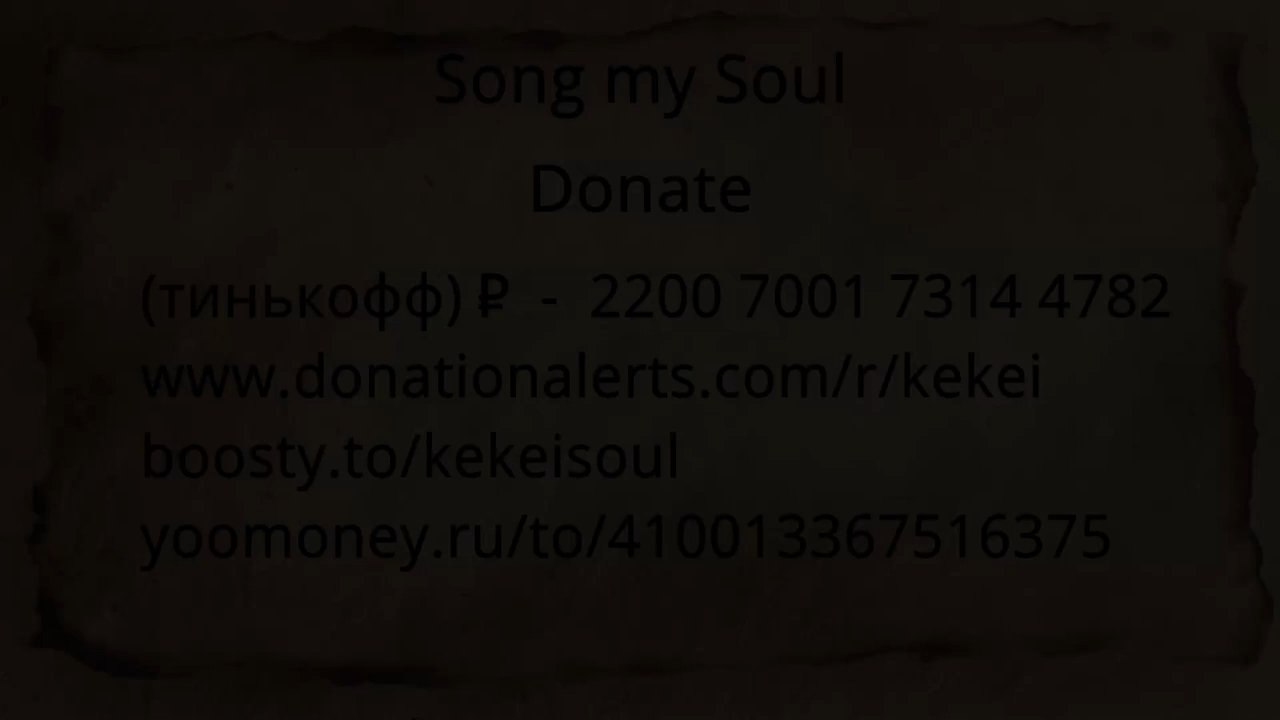 Song my Soul
Donate
(тинькофф) ₽ - 2200 7001 7314 4782
www.donationalerts.com/r/kekei
boosty.to/kekeisoul
yoomoney.ru/to/410013367516375